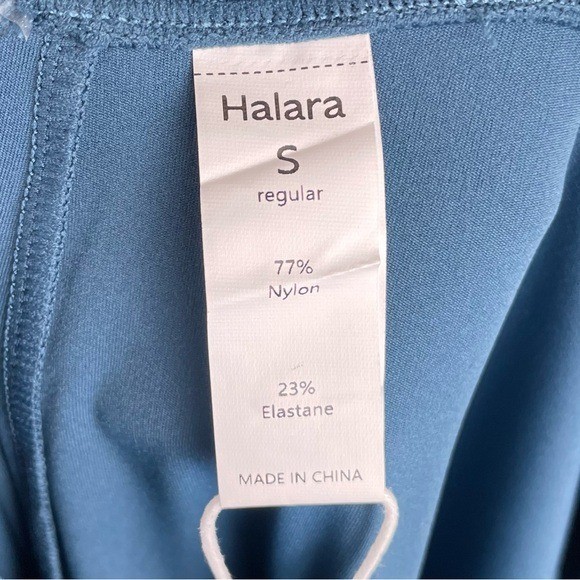 Halara
S
regular
77%
Nylon
23%
Elastane
MADE IN CHINA